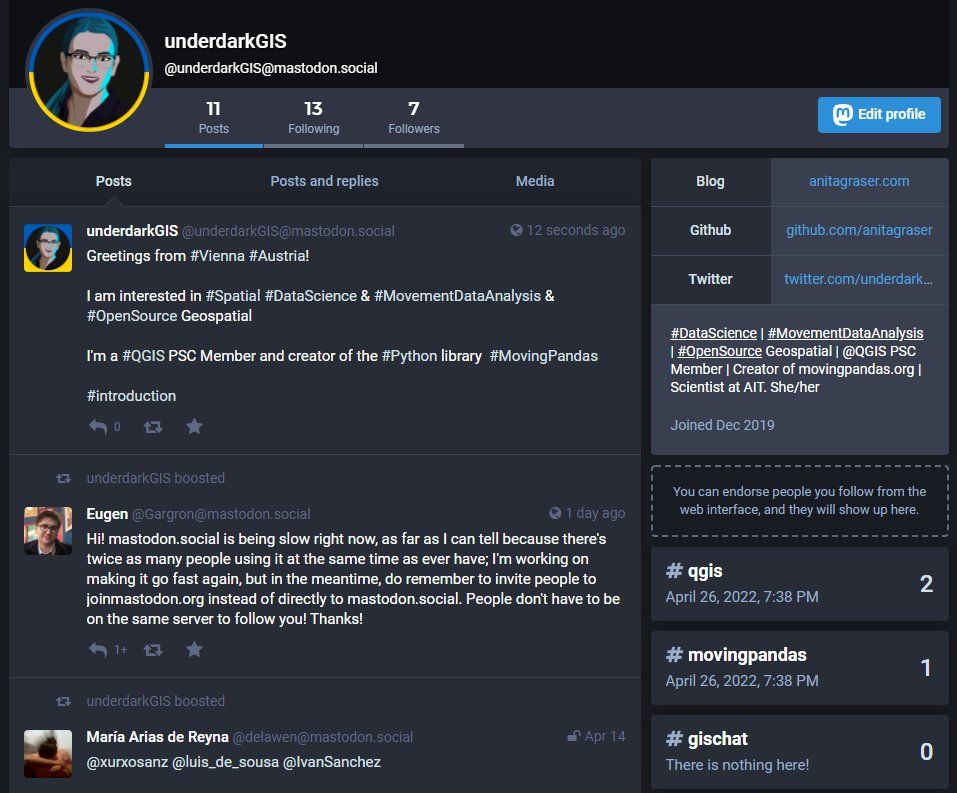 underdarkGIS
@underdarkGIS@mastodon.social
11
Posts
13
Following
7
Followers
Edit profile
Posts
Posts and replies
Media
underdarkGIS @underdarkGIS@mastodon.social
12 seconds ago
Greetings from #Vienna #Austria!
I am interested in #Spatial #DataScience & #MovementDataAnalysis &
#OpenSource Geospatial
I'm a #QGIS PSC Member and creator of the #Python library #MovingPandas
#introduction
0
underdarkGIS boosted
Eugen @Gargron@mastodon.social
1 day ago
Hi! mastodon.social is being slow right now, as far as I can tell because there's
twice as many people using it at the same time as ever have; I'm working on
making it go fast again, but in the meantime, do remember to invite people to
joinmastodon.org instead of directly to mastodon.social. People don't have to be
on the same server to follow you! Thanks!
1+
underdarkGIS boosted
María Arias de Reyna @delawen@mastodon.social
Apr 14
@xurxosanz @luis_de_sousa @IvanSanchez
Blog
anitagraser.com
Github
github.com/anitagraser
Twitter
twitter.com/underdark...
#DataScience | #MovementDataAnalysis
| #OpenSource Geospatial | @QGIS PSC
Member | Creator of movingpandas.org |
Scientist at AIT. She/her
Joined Dec 2019
You can endorse people you follow from the
web interface, and they will show up here.
# qgis
April 26, 2022, 7:38 PM
2
# movingpandas
April 26, 2022, 7:38 PM
1
# gischat
There is nothing here!
0